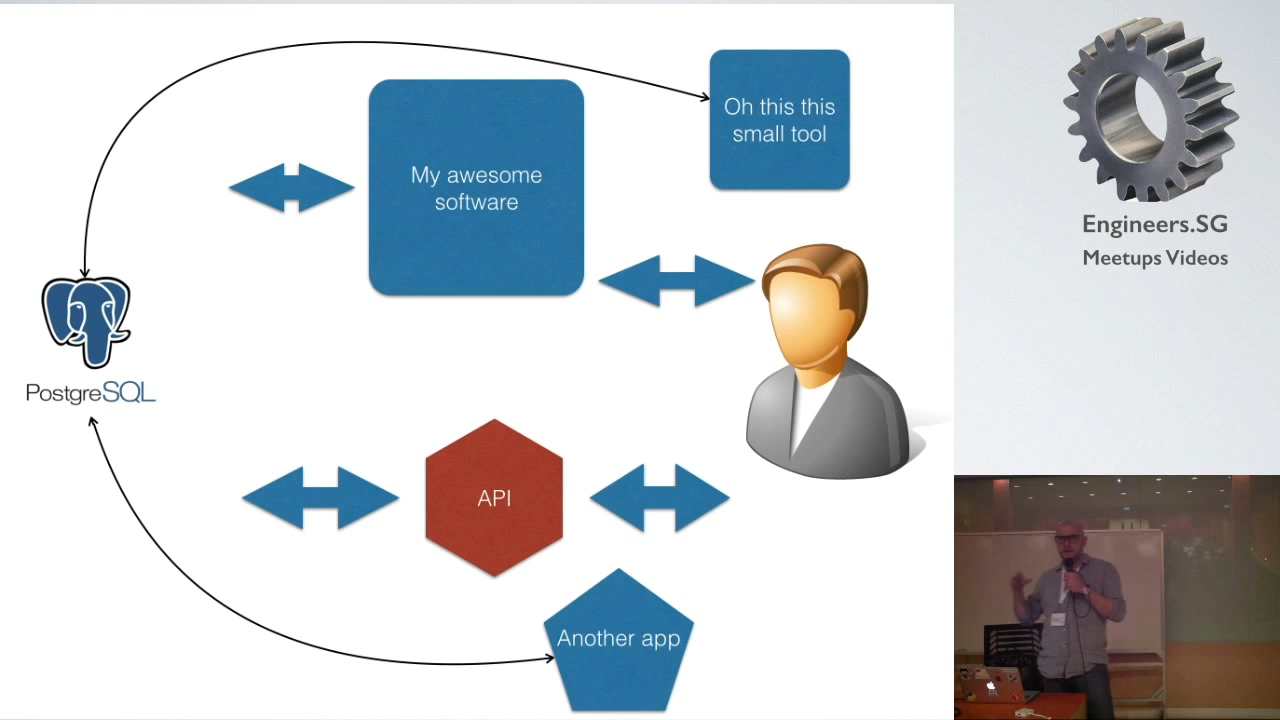 Oh this this
small tool
My awesome
software
PostgreSQL
API
Another app
Engineers.SG
Meetups Videos